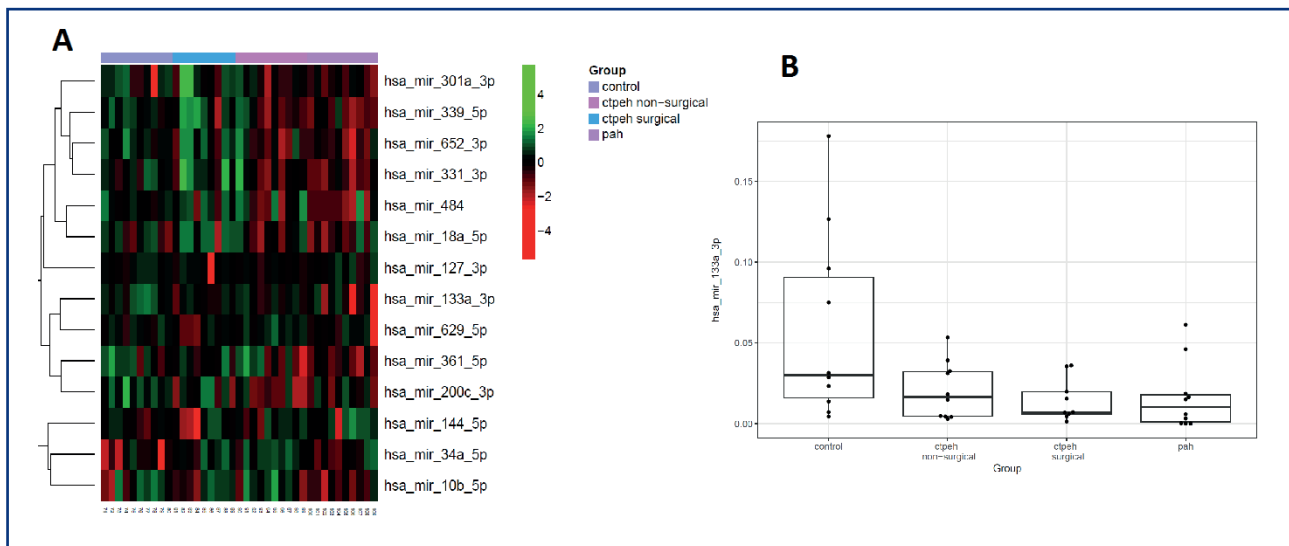 A
B
hsa_mir_301a_3p
hsa_mir_339_5p
hsa_mir_652_3p
hsa_mir_331_3p
hsa_mir_484
hsa_mir_18a_5p
hsa_mir_127_3p
hsa_mir_133a_3p
hsa_mir_629_5p
hsa_mir_361_5p
hsa_mir_200c_3p
hsa_mir_144_5p
hsa_mir_34a_5p
hsa_mir_10b_5p
4
2
0
−2
−4
Group
control
ctpeh non-surgical
ctpeh surgical
pah
hsa_mir_133a_3p
0.15
0.10
0.05
0.00
control
ctpeh
non-surgical
ctpeh
surgical
pah
Group